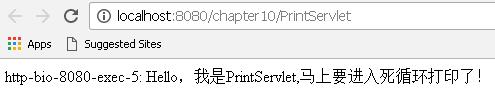 localhost:8080/chapter10/PrintServlet
Apps Suggested Sites
http-bio-8080-exec-5: Hello，我是PrintServlet,马上要进入死循环打印了！